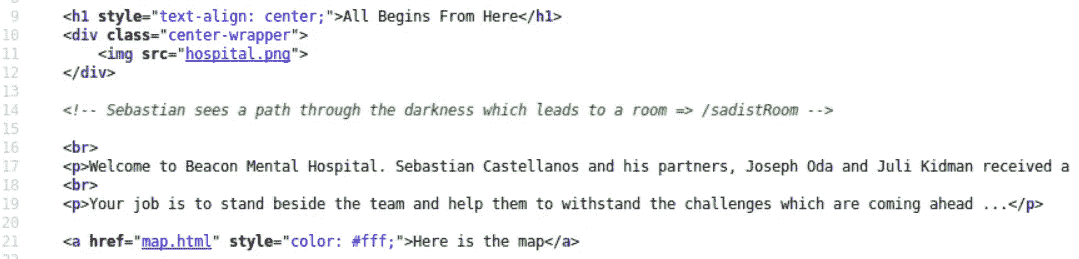 9 <h1 style="text-align: center;">All Begins From Here</h1>
10 <div class="center-wrapper">
11 <img src="hospital.png">
12 </div>
13
14 <!-- Sebastian sees a path through the darkness which leads to a room => /sadistRoom -->
15
16 <br>
17 <p>Welcome to Beacon Mental Hospital. Sebastian Castellanos and his partners, Joseph Oda and Juli Kidman received a
18 <br>
19 <p>Your job is to stand beside the team and help them to withstand the challenges which are coming ahead ...</p>
20
21 <a href="map.html" style="color: #fff;">Here is the map</a>